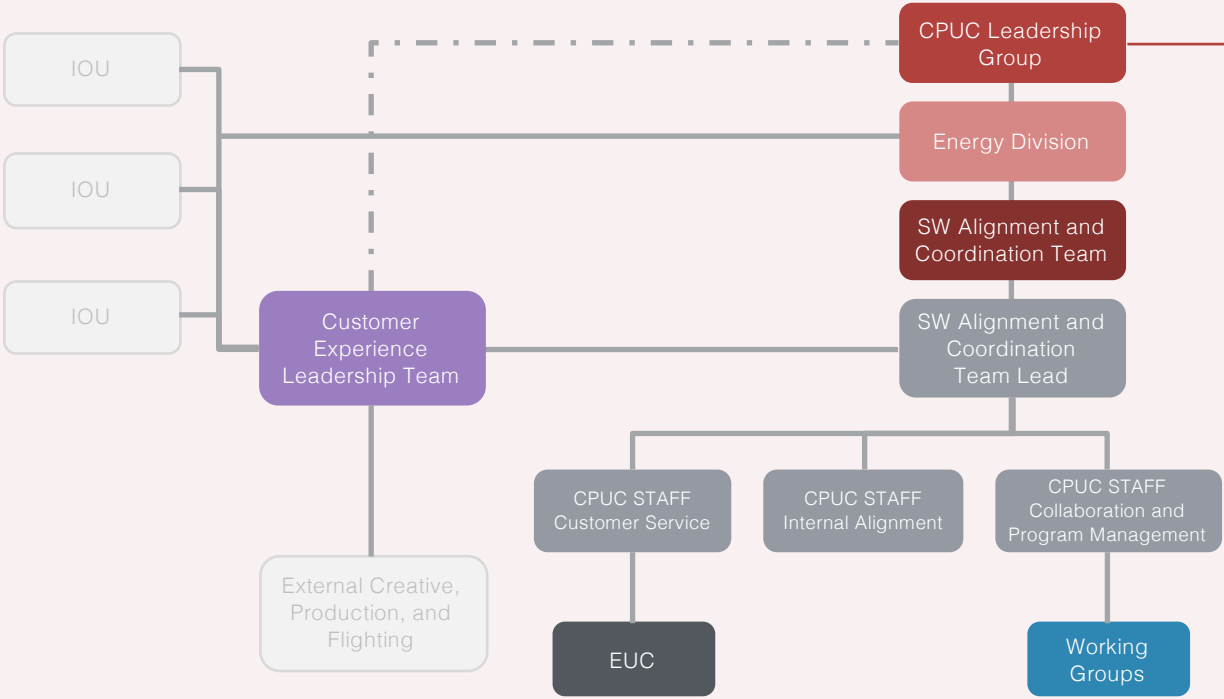 CPUC Leadership
Group
IOU
Energy Division
IOU
SW Alignment and
Coordination Team
IOU
Customer
Experience
Leadership Team
SW Alignment and
Coordination
Team Lead
CPUC STAFF
Customer Service
CPUC STAFF
Internal Alignment
CPUC STAFF
Collaboration and
Program Management
External Creative,
Production, and
Flighting
EUC
Working
Groups